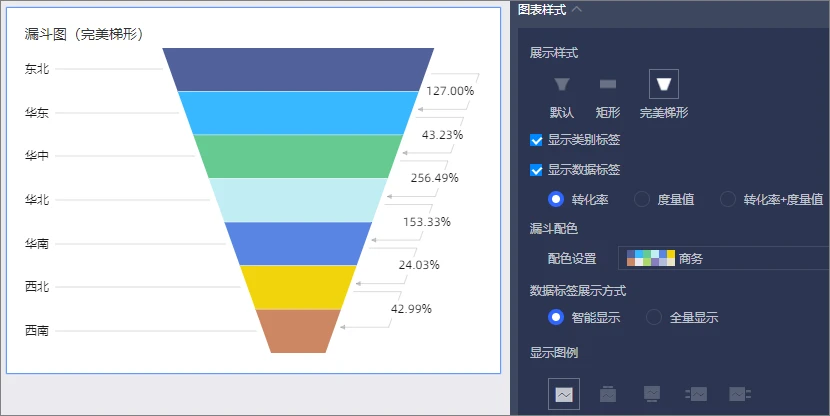 漏斗图（完美梯形）
东北
华东
华中
华北
华南
西北
西南
127.00%
43.23%
256.49%
153.33%
24.03%
42.99%
图表样式
展示样式
默认 矩形 完美梯形
显示类别标签
显示数据标签
转化率 度量值 转化率+度量值
漏斗配色
配色设置 商务
数据标签展示方式
智能显示 全量显示
显示图例